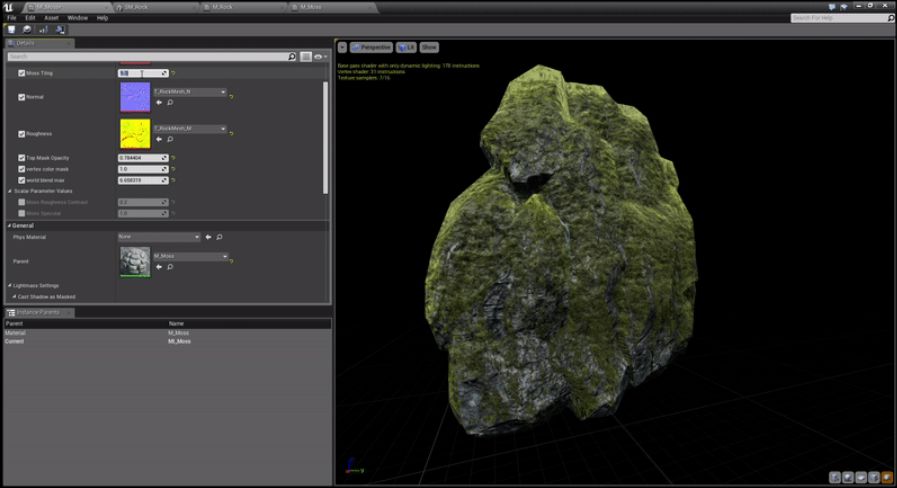 MI_Mossie
SM_Rock
M_Rock
M_Moss
File Edit Asset Window Help
Search For Help
Details
Search
Perspective Lit Show
Base pass shader with only dynamic lighting: 178 instructions
Vertex shader: 31 instructions
Texture samplers: 7/16
Moss Tiling
Normal
T_RockMesh_N
Roughness
T_RockMesh_M
Top Mask Opacity 0.784404
vertex color mask 1.0
world blend max
Scalar Parameter Values
Moss Roughness Contrast 0.2
Moss Specular 1.0
General
Phys Material None
Parent M_Moss
Lightmass Settings
Cast Shadow as Masked
Instance Parents
Parent Name
Material M_Moss
Current MI_Moss